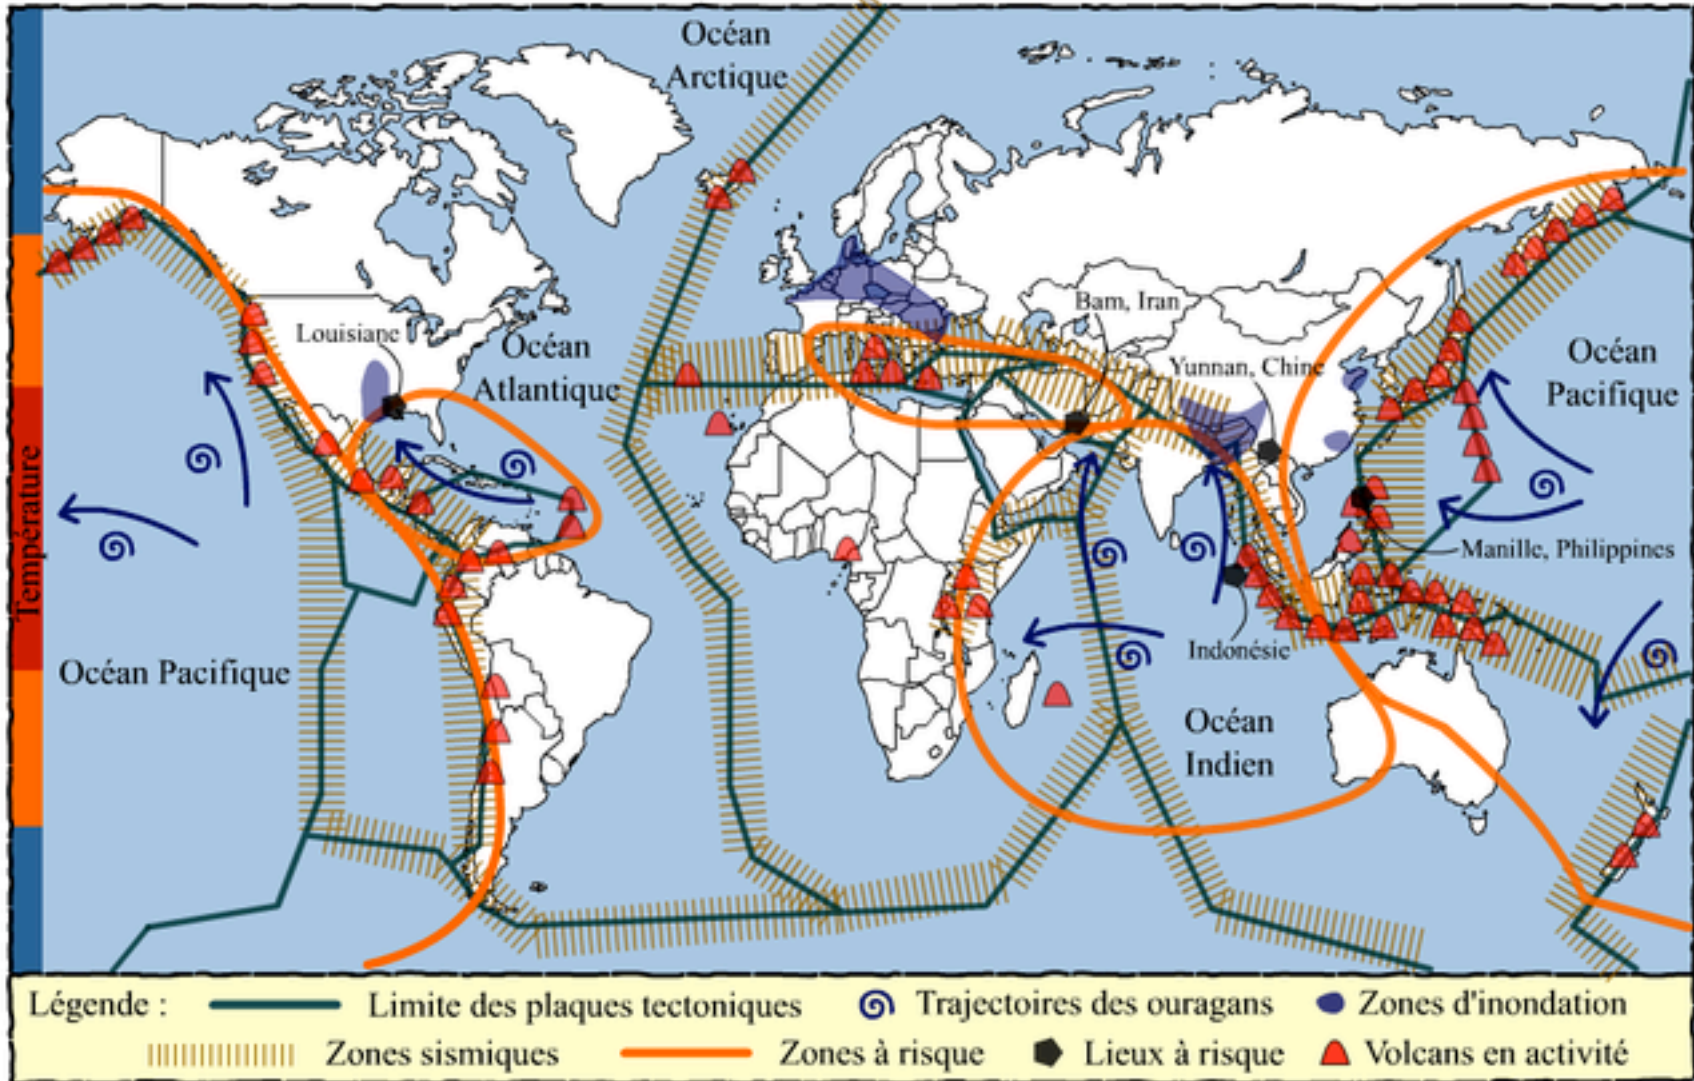 Océan
Arctique
Louisiane
Océan
Atlantique
Bam, Iran
Yunnan, Chine
Océan
Pacifique
Température
Manille, Philippines
Indonésie
Océan Pacifique
Océan
Indien
Légende :
Limite des plaques tectoniques
Trajectoires des ouragans
Zones d'inondation
Zones sismiques
Zones à risque
Lieux à risque
Volcans en activité